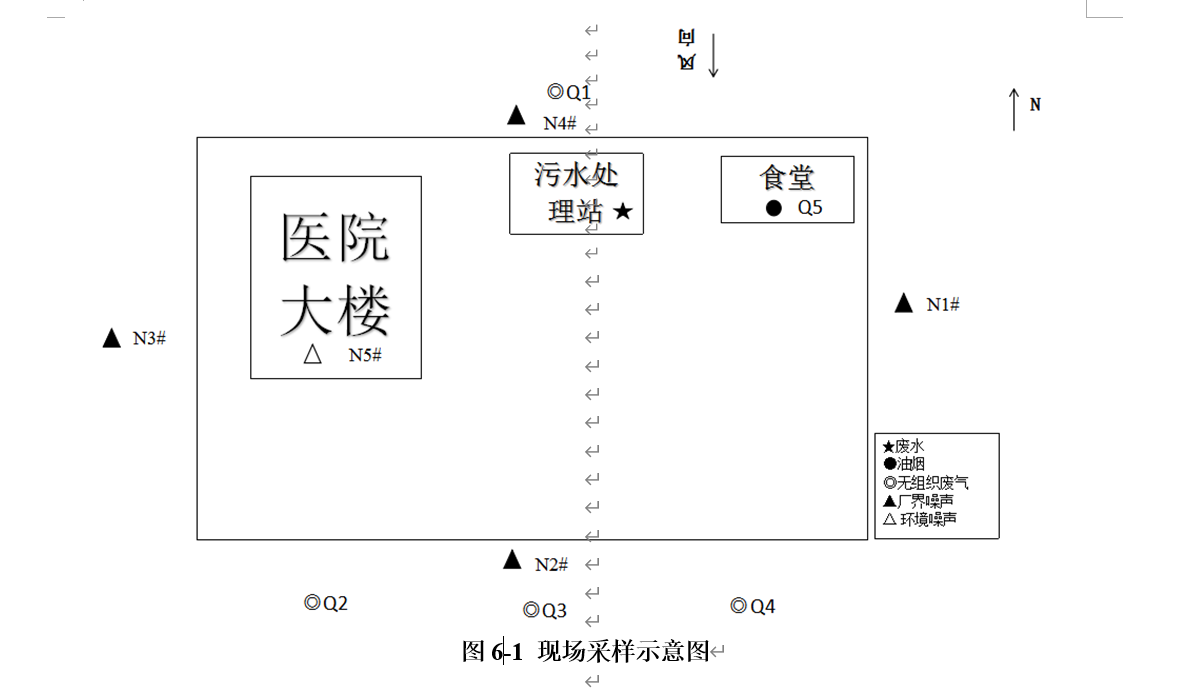 风向
N
◎Q1
▲ N4#
污水处
理站★
食堂
● Q5
医院
大楼
△ N5#
▲ N1#
▲ N3#
★废水
●油烟
◎无组织废气
▲厂界噪声
△环境噪声
▲ N2#
◎Q2
◎Q3
◎Q4
图 6-1 现场采样示意图